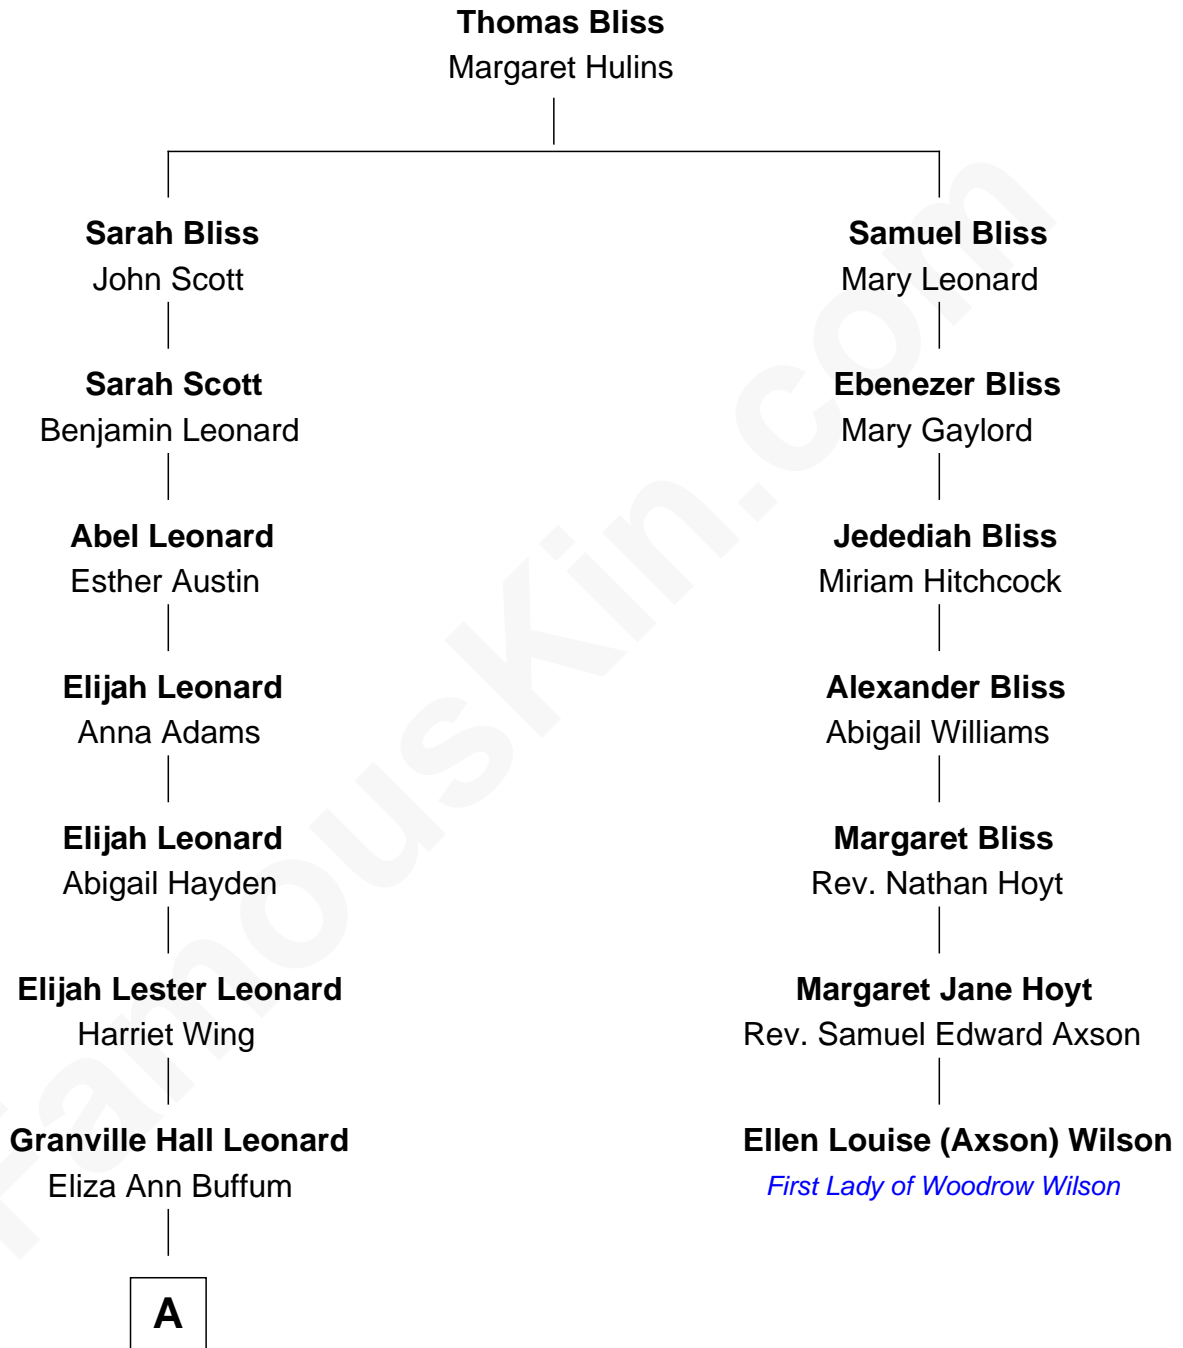 Thomas Bliss
Margaret Hulins
Sarah Bliss
John Scott
Sarah Scott
Benjamin Leonard
Abel Leonard
Esther Austin
Elijah Leonard
Anna Adams
Elijah Leonard
Abigail Hayden
Elijah Lester Leonard
Harriet Wing
Granville Hall Leonard
Eliza Ann Buffum
A
Samuel Bliss
Mary Leonard
Ebenezer Bliss
Mary Gaylord
Jedediah Bliss
Miriam Hitchcock
Alexander Bliss
Abigail Williams
Margaret Bliss
Rev. Nathan Hoyt
Margaret Jane Hoyt
Rev. Samuel Edward Axson
Ellen Louise (Axson) Wilson
First Lady of Woodrow Wilson
FamousKin.com